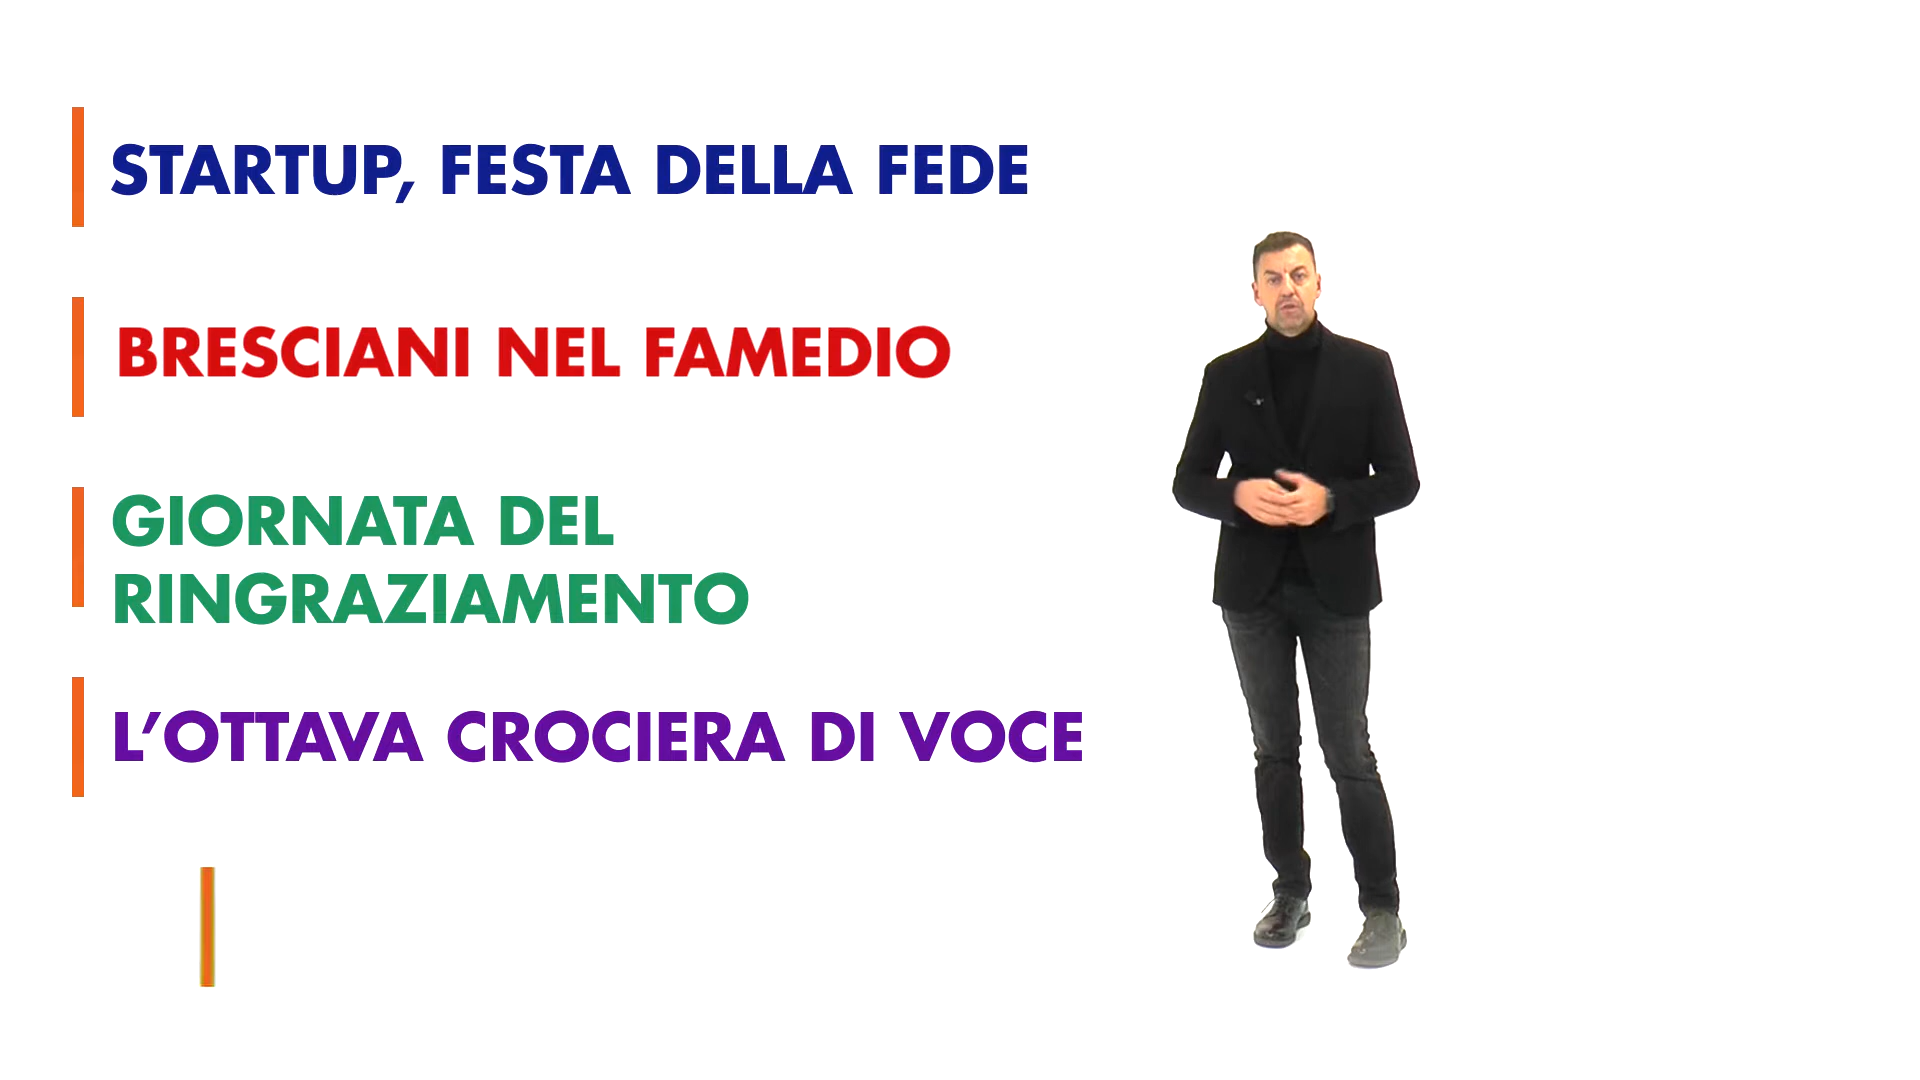 STARTUP, FESTA DELLA FEDE
BRESCIANI NEL FAMEDIO
GIORNATA DEL
RINGRAZIAMENTO
L’OTTAVA CROCIERA DI VOCE